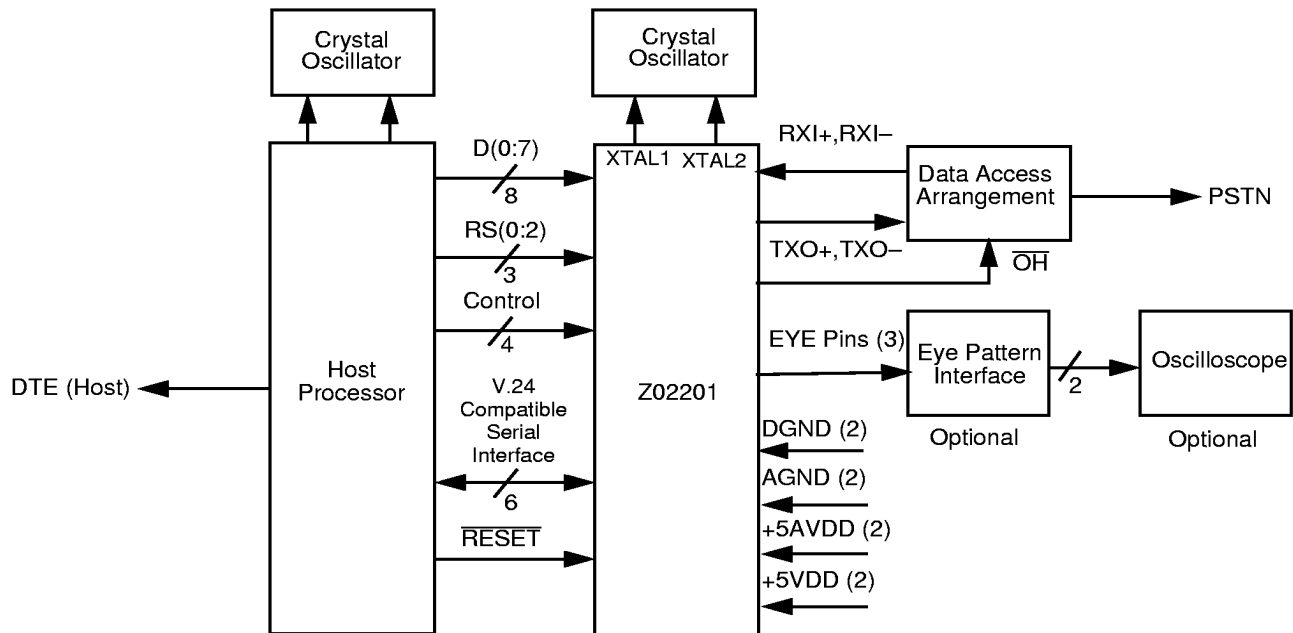 Crystal
Oscillator
Crystal
Oscillator
D(0:7)
8
RS(0:2)
3
Control
4
V.24
Compatible
Serial
Interface
6
RESET
DTE (Host)
Host
Processor
XTAL1 XTAL2
Z02201
RXI+,RXI–
TXO+,TXO–
OH
Data Access
Arrangement
PSTN
EYE Pins (3)
Eye Pattern
Interface
Optional
2
Oscilloscope
Optional
DGND (2)
AGND (2)
+5AVDD (2)
+5VDD (2)